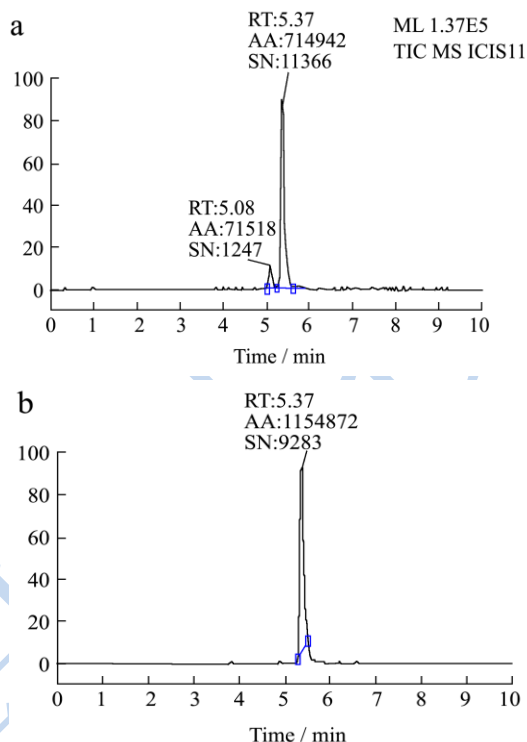 a
RT:5.37
AA:714942
SN:11366
ML 1.37E5
TIC MS ICIS11
100
80
60
40
20
0
RT:5.08
AA:71518
SN:1247
0 1 2 3 4 5 6 7 8 9 10
Time / min
b
RT:5.37
AA:1154872
SN:9283
100
80
60
40
20
0
0 1 2 3 4 5 6 7 8 9 10
Time / min